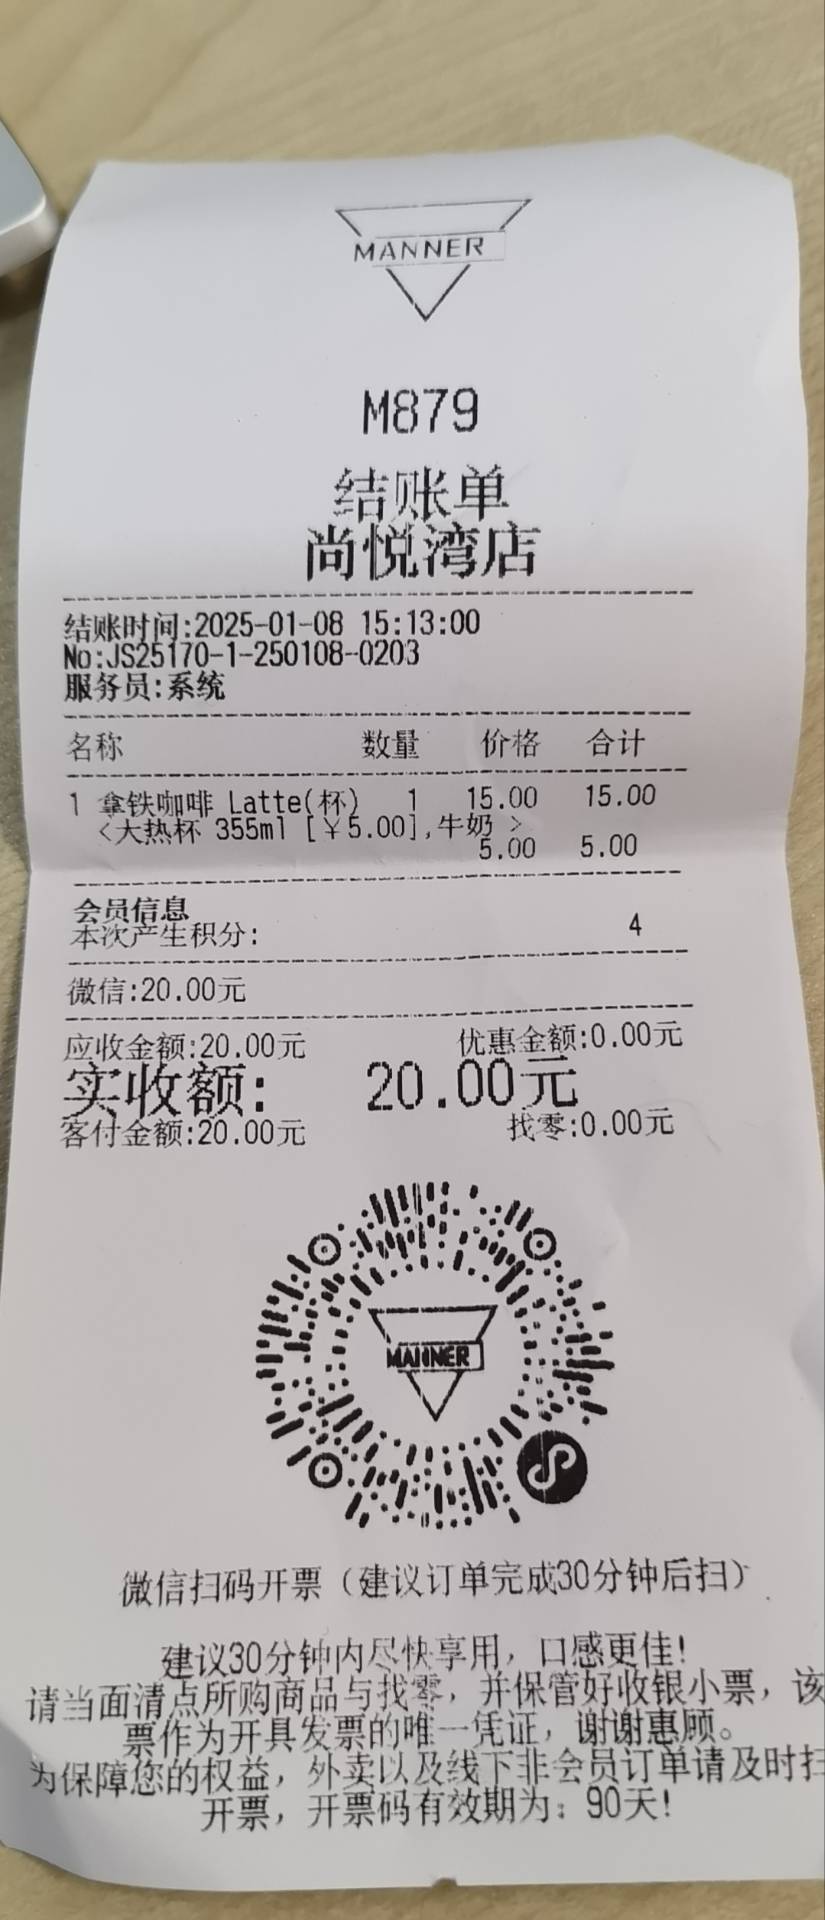 MANNER
M879
结账单
尚悦湾店
结账时间:2025-01-08 15:13:00
No:JS25170-1-250108-0203
服务员:系统
名称 数量 价格 合计
1 拿铁咖啡 Latte(杯) 1 15.00 15.00
<大热杯 355ml [￥5.00],牛奶 >
5.00 5.00
会员信息
本次产生积分: 4
微信:20.00元
应收金额:20.00元 优惠金额:0.00元
实收额: 20.00元
客付金额:20.00元 找零:0.00元
MANNER
微信扫码开票（建议订单完成30分钟后扫）
建议30分钟内尽快享用，口感更佳!
请当面清点所购商品与找零，并保管好收银小票，该
票作为开具发票的唯一凭证，谢谢惠顾。
为保障您的权益，外卖以及线下非会员订单请及时扫
开票，开票码有效期为：90天!